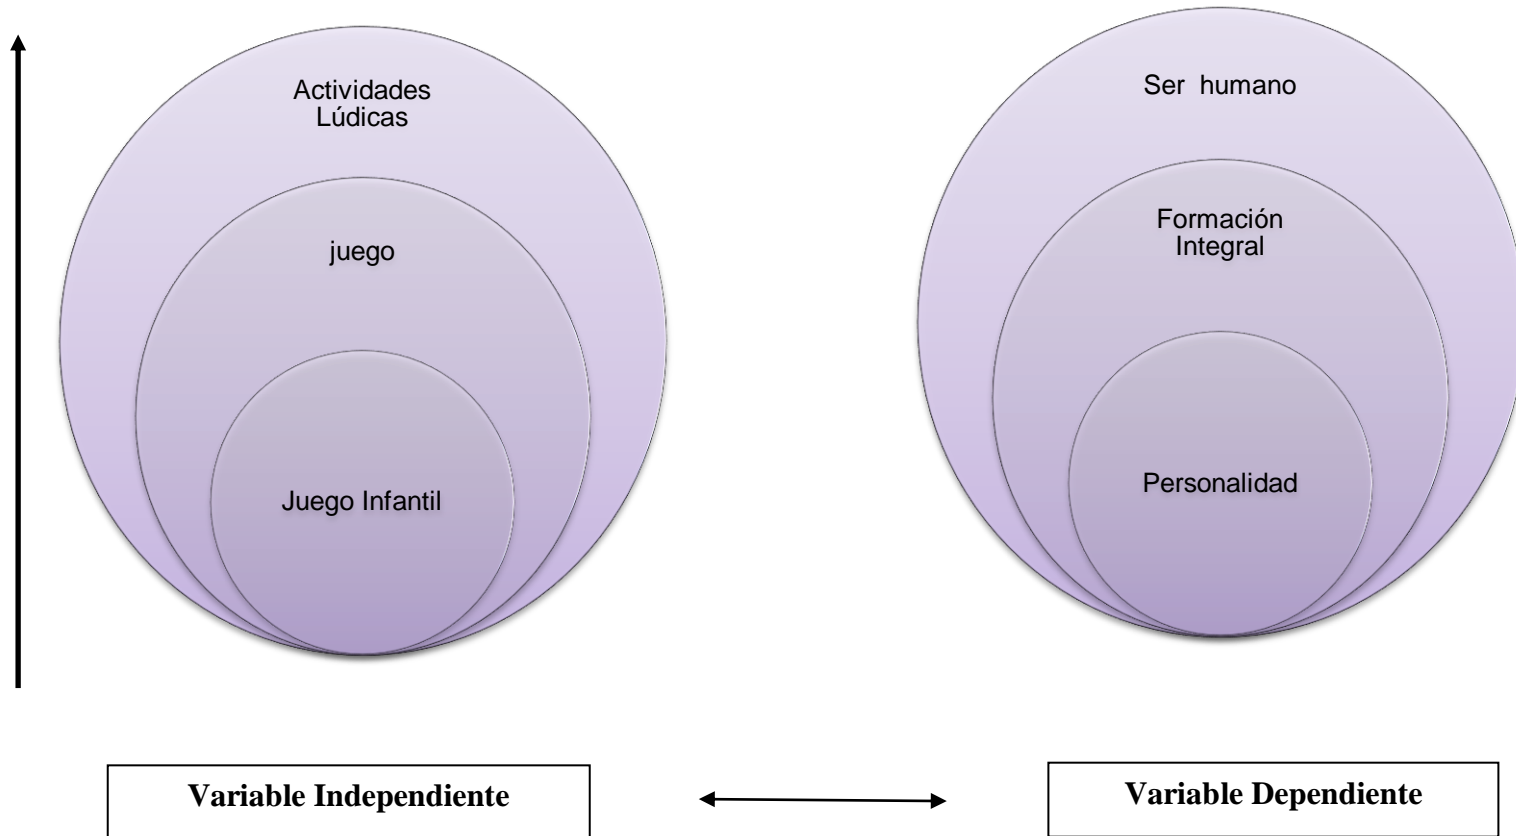 Actividades
Lúdicas
juego
Juego Infantil
Ser humano
Formación
Integral
Personalidad
Variable Independiente
Variable Dependiente